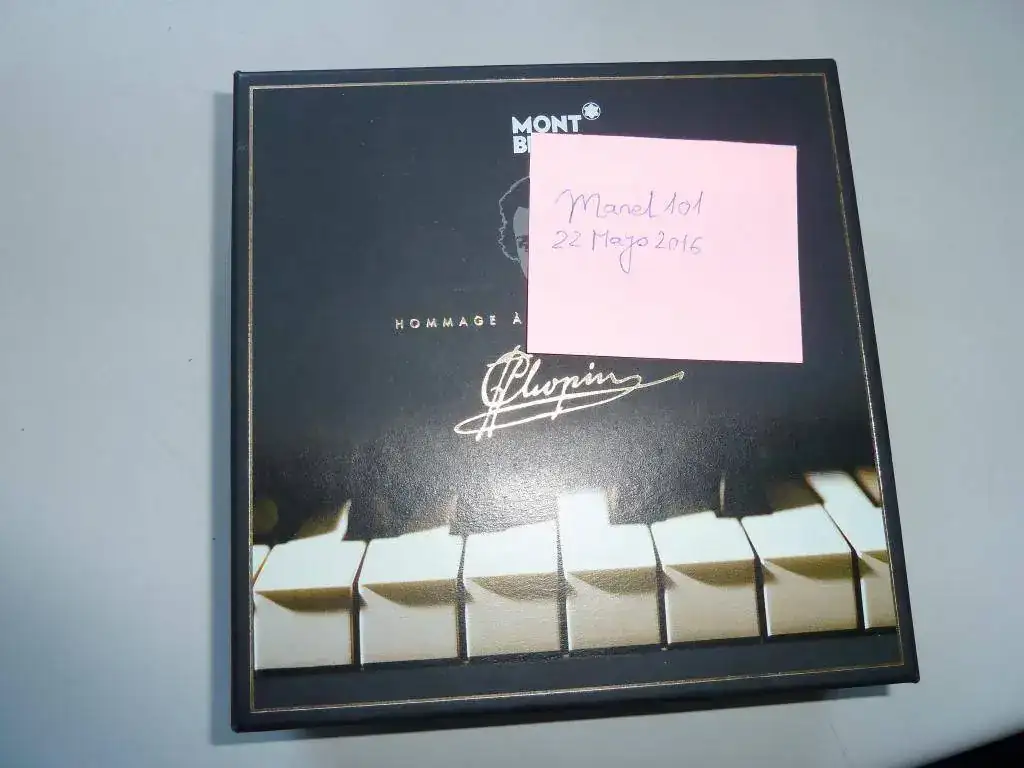 MONT
HOMMAGE À
Manel 101
22 Mayo 2016
Chopin